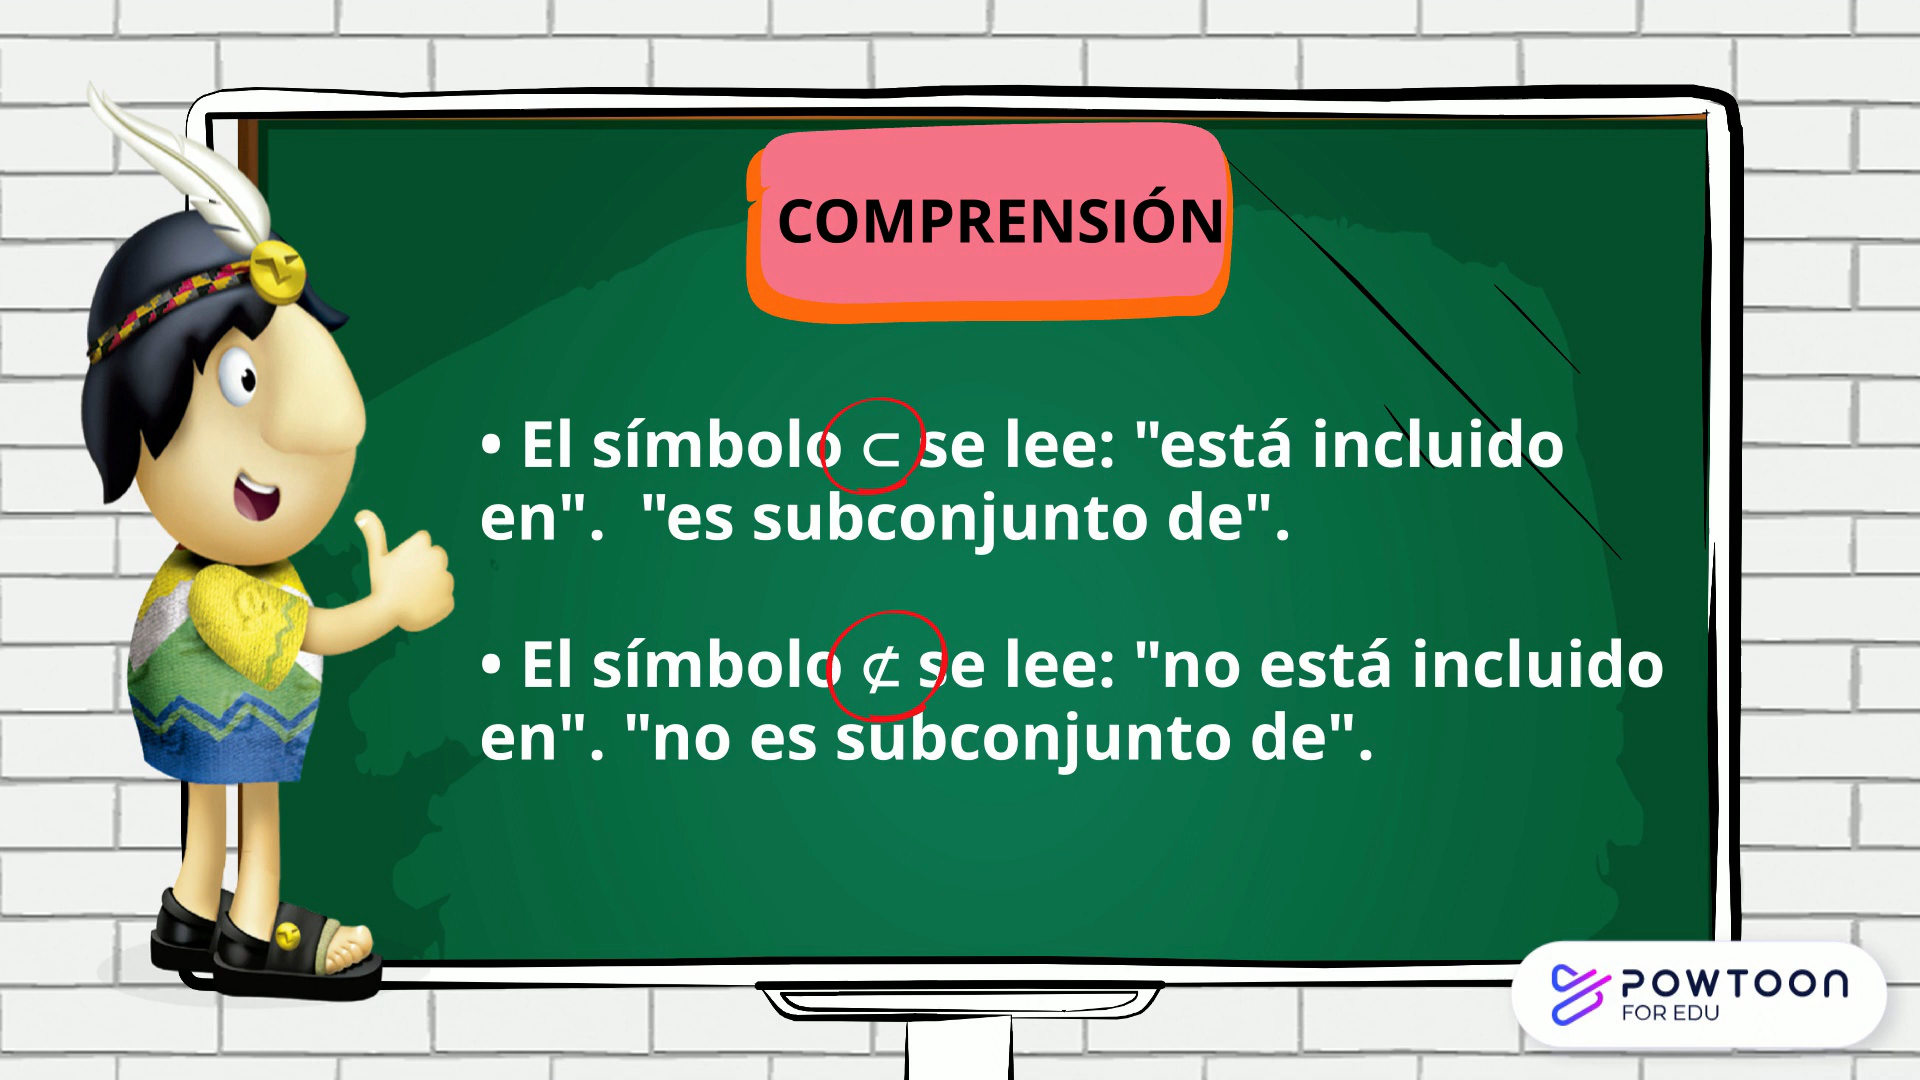 COMPRENSIÓN
• El símbolo ⊂ se lee: "está incluido
en".  "es subconjunto de".
• El símbolo ⊄ se lee: "no está incluido
en". "no es subconjunto de".
POWTOON
FOR EDU